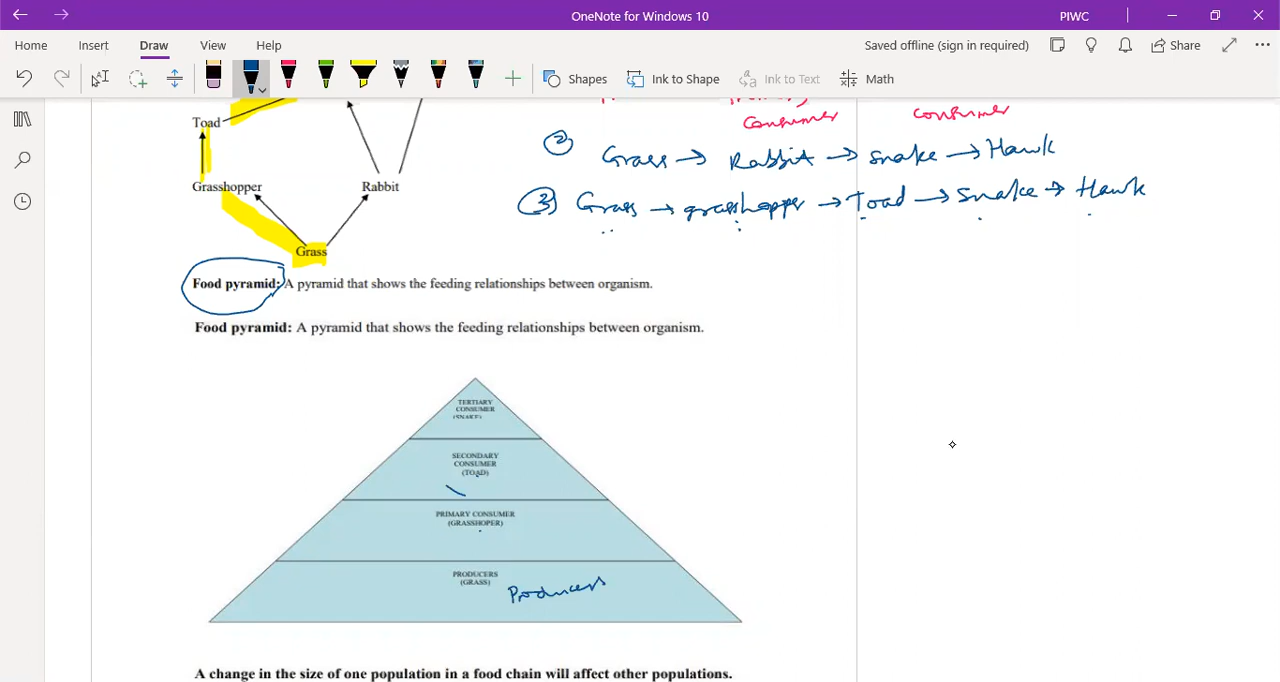 OneNote for Windows 10
PIWC
Home Insert Draw View Help
Saved offline (sign in required)
Share
Shapes
Ink to Shape
Ink to Text
Math
Toad
Grasshopper
Rabbit
Grass
consumer
consumer
② Grass → Rabbit → Snake → Hawk
③ Grass → grasshopper → Toad → Snake → Hawk
Food pyramid: A pyramid that shows the feeding relationships between organism.
Food pyramid: A pyramid that shows the feeding relationships between organism.
TERTIARY
CONSUMER
(SNAKE)
SECONDARY
CONSUMER
(TOAD)
PRIMARY CONSUMER
(GRASSHOPER)
PRODUCERS
(GRASS)
Producers
A change in the size of one population in a food chain will affect other populations.